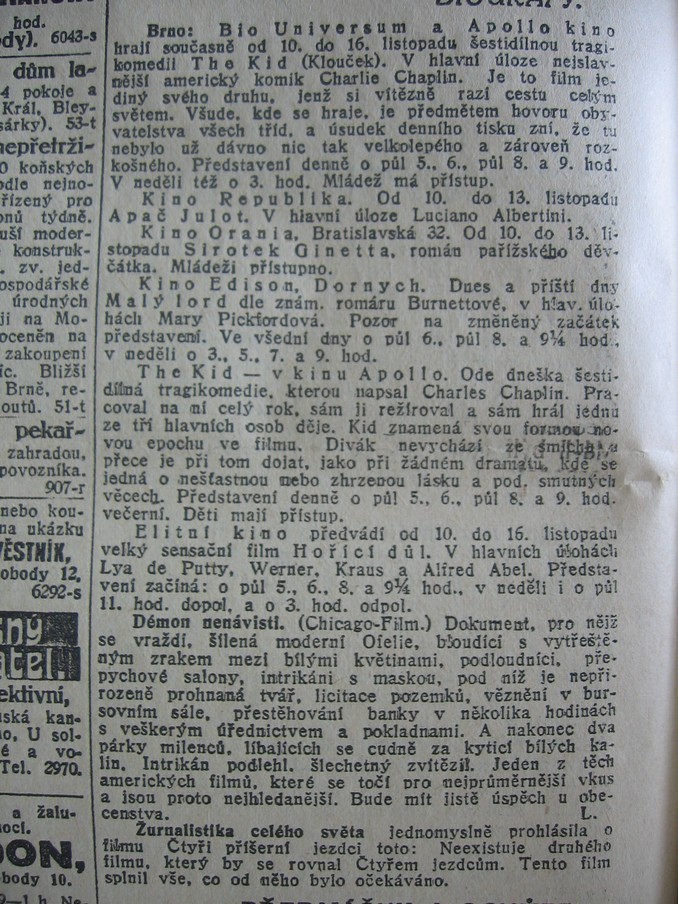 hod.
ody). 6043-s
dům la-
4 pokoje a
Král, Bley-
sárky). 53-t
nepřetrži-
0 koňských
odle nejno-
řízený pro
onů týdně.
uší moder-
konstruk-
. zv. jed-
ospodářské
úrodných
ji na Mo-
oceněn na
zakoupení
ic. Bližší
Brně, re-
outů. 51-t
pekař-
zahradou,
povozníka.
907-r
nebo kou-
na ukázku
VĚSTNÍK,
obody 12,
6292-s
ektivní,
uská kan-
no, U sol-
é a vo-
Tel. 2970.
a žalu-
noci.
OON,
obody 10.
BIOGRAFY.
Brno: Bio Universum a Apollo kino
hrají současně od 10. do 16. listopadu šestidílnou tragi-
komedii The Kid (Klouček). V hlavní úloze nejslav-
nější americký komik Charlie Chaplin. Je to film je-
diný svého druhu, jenž si vítězně razí cestu celým
světem. Všude, kde se hraje, je předmětem hovoru oby-
vatelstva všech tříd, a úsudek denního tisku zní, že tu
nebylo už dávno nic tak velkolepého a zároveň roz-
košného. Představení denně o půl 5., 6., půl 8. a 9. hod.
V neděli též o 3. hod. Mládež má přístup.
Kino Republika. Od 10. do 13. listopadu
Apač Julot. V hlavní úloze Luciano Albertini.
Kino Orania, Bratislavská 32. Od 10. do 13. li-
stopadu Sirotek Ginetta, román pařížského děv-
čátka. Mládeži přístupno.
Kino Edison, Dornych. Dnes a příští dny
Malý lord dle znám. romáru Burnettové, v hlav. úlo-
hách Mary Pickfordová. Pozor na změněný začátek
představení. Ve všední dny o půl 6., půl 8. a 9¼ hod.,
v neděli o 3., 5., 7. a 9. hod.
The Kid — v kinu Apollo. Ode dneška šesti-
dílná tragikomedie, kterou napsal Charles Chaplin. Pra-
coval na ní celý rok, sám ji režíroval a sám hrál jednu
ze tří hlavních osob děje. Kid znamená svou formou no-
vou epochu ve filmu. Divák nevychází ze smíchu a
přece je při tom dojat, jako při žádném dramatu, kde se
jedná o nešťastnou nebo zhrzenou lásku a pod. smutných
věcech. Představení denně o půl 5., 6., půl 8. a 9. hod.
večerní. Děti mají přístup.
Elitní kino předvádí od 10. do 16. listopadu
velký sensační film Hořící důl. V hlavních úlohách
Lya de Putty, Werner, Kraus a Alfred Abel. Předsta-
vení začíná: o půl 5., 6., 8. a 9¼ hod., v neděli i o půl
11. hod. dopol, a o 3. hod. odpol.
Démon nenávisti. (Chicago-Film.) Dokument, pro nějž
se vraždí, šílená moderní Ofelie, bloudící s vytřeště-
ným zrakem mezi bílými květinami, podloudníci, pře-
pychové salony, intrikáni s maskou, pod níž je nepři-
rozeně prohnaná tvář, licitace pozemků, věznění v bur-
sovním sále, přestěhování banky v několika hodinách
s veškerým úřednictvem a pokladnami. A nakonec dva
párky milenců, líbajících se cudně za kyticí bílých ka-
lin. Intrikán podlehl, šlechetný zvítězil. Jeden z těch
amerických filmů, které se točí pro nejprůměrnější vkus
a jsou proto nejhledanější. Bude mít jistě úspěch u obe-
censtva. L.
Žurnalistika celého světa jednomyslně prohlásila o
filmu Čtyři příšerní jezdci toto: Neexistuje druhého
filmu, který by se rovnal Čtyřem jezdcům. Tento film
splnil vše, co od něho bylo očekáváno.